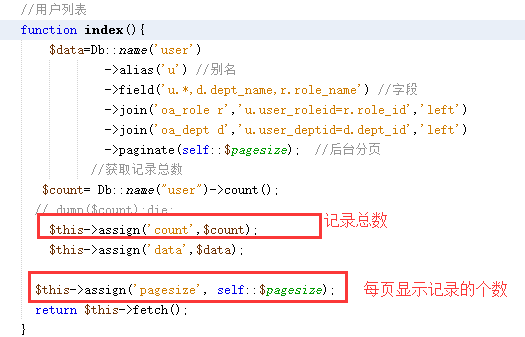 //用户列表
function index(){
$data=Db::name('user')
->alias('u') //别名
->field('u.*,d.dept_name,r.role_name') //字段
->join('oa_role r','u.user_roleid=r.role_id','left')
->join('oa_dept d','u.user_deptid=d.dept_id','left')
->paginate(self::$pagesize); //后台分页
//获取记录总数
$count= Db::name("user")->count();
// dump($count);die;
$this->assign('count',$count); 记录总数
$this->assign('data',$data);
$this->assign('pagesize', self::$pagesize); 每页显示记录的个数
return $this->fetch();
}